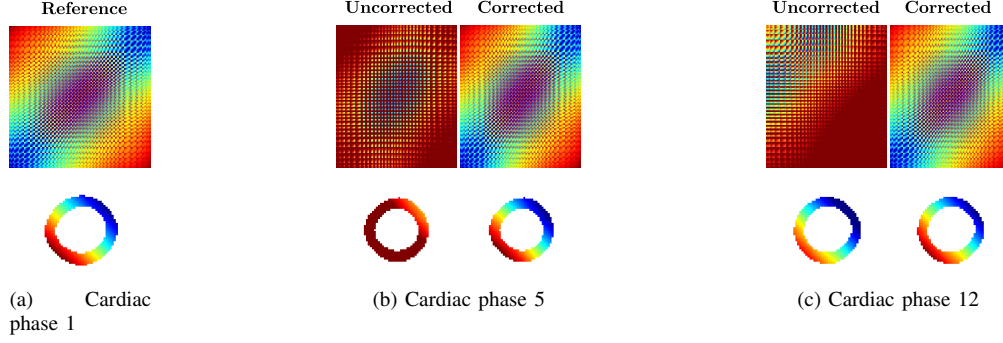 Reference
Uncorrected Corrected
Uncorrected Corrected
(a) Cardiac
phase 1
(b) Cardiac phase 5
(c) Cardiac phase 12